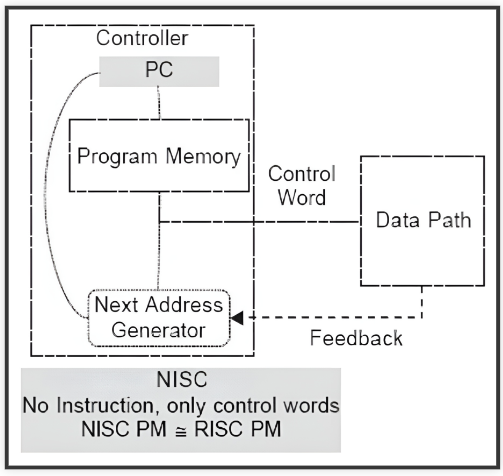 Controller
PC
Program Memory
Control
Word
Data Path
Next Address
Generator
Feedback
NISC
No Instruction, only control words
NISC PM ≅ RISC PM